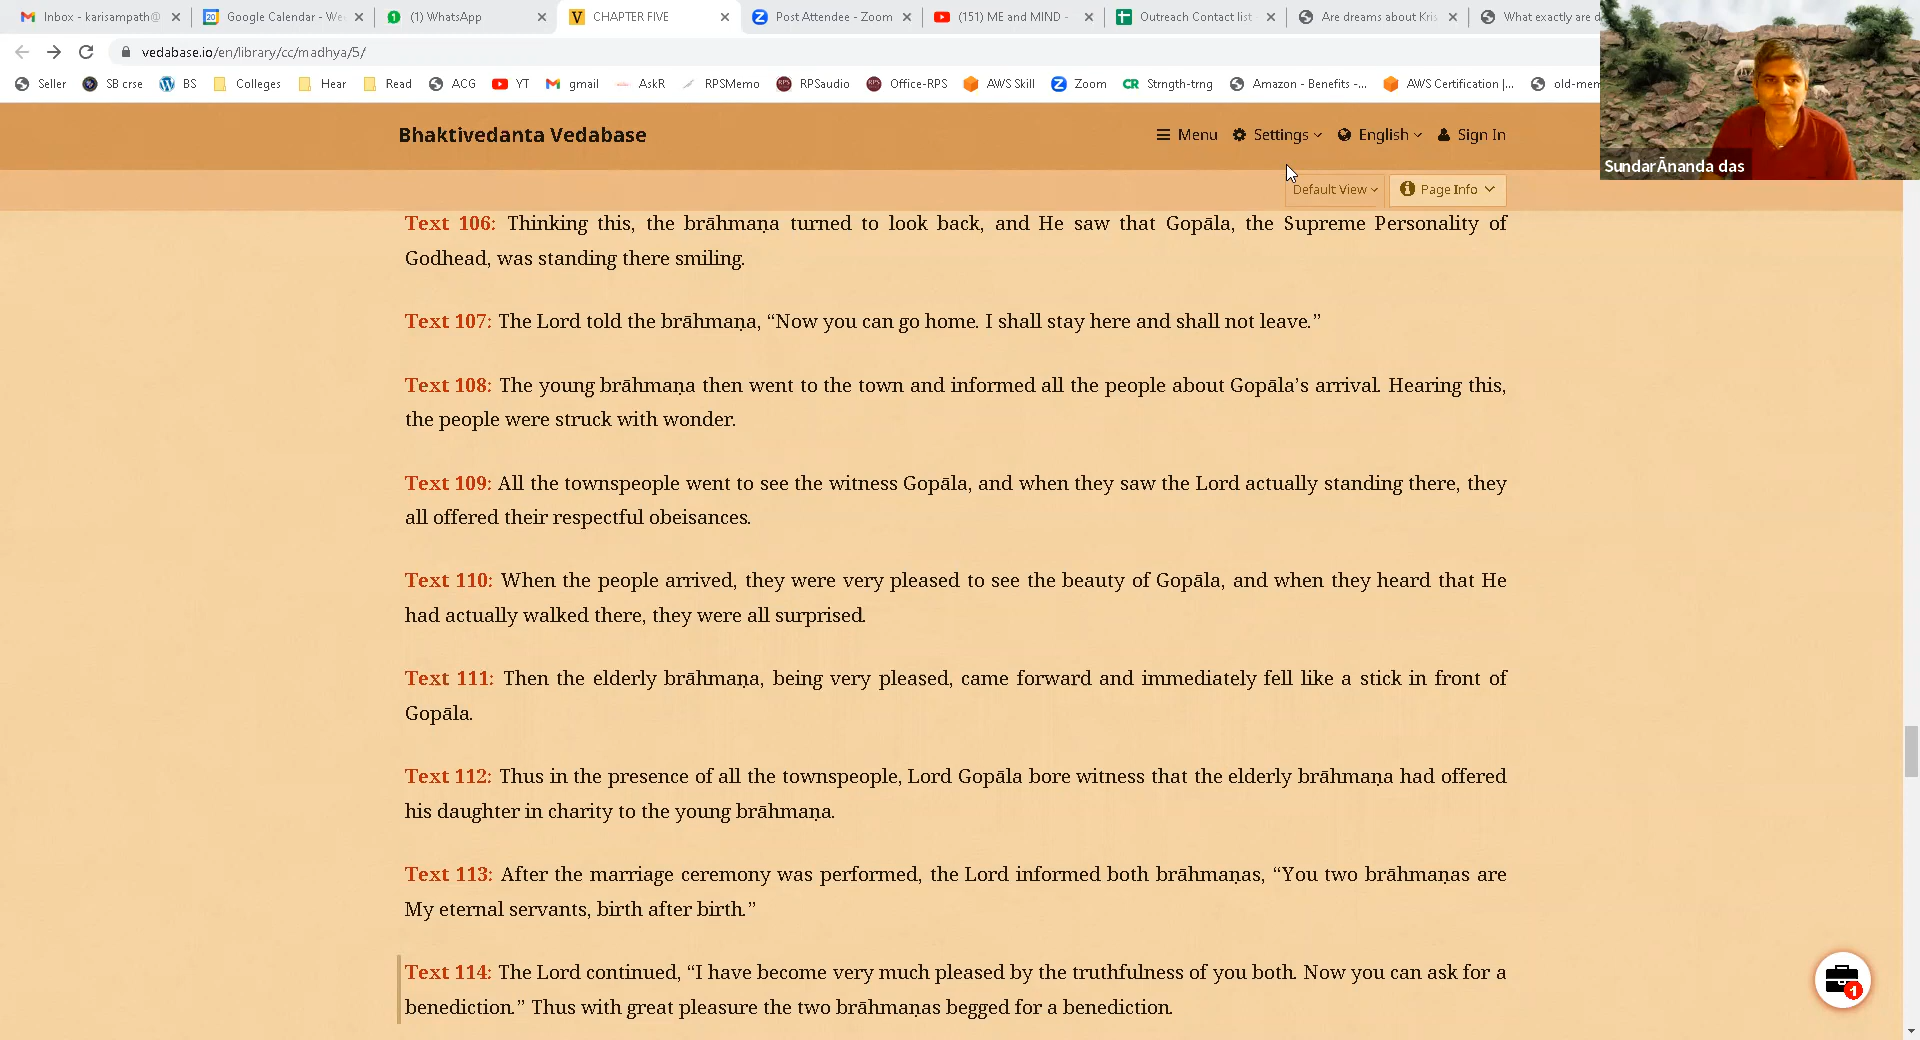 Inbox - karisampath@
Google Calendar - We
(1) WhatsApp
CHAPTER FIVE
Post Attendee - Zoom
(151) ME and MIND -
Outreach Contact list
Are dreams about Kris
What exactly are d
vedabase.io/en/library/cc/madhya/5/
Seller
SB crse
BS
Colleges
Hear
Read
ACG
YT
gmail
AskR
RPSMemo
RPSaudio
Office-RPS
AWS Skill
Zoom
Strngth-trng
Amazon - Benefits -...
AWS Certification |...
old-mem
SundarĀnanda das
Bhaktivedanta Vedabase
Menu
Settings
English
Sign In
Default View
Page Info
Text 106: Thinking this, the brāhmaṇa turned to look back, and He saw that Gopāla, the Supreme Personality of
Godhead, was standing there smiling.
Text 107: The Lord told the brāhmaṇa, “Now you can go home. I shall stay here and shall not leave.”
Text 108: The young brāhmaṇa then went to the town and informed all the people about Gopāla’s arrival. Hearing this,
the people were struck with wonder.
Text 109: All the townspeople went to see the witness Gopāla, and when they saw the Lord actually standing there, they
all offered their respectful obeisances.
Text 110: When the people arrived, they were very pleased to see the beauty of Gopāla, and when they heard that He
had actually walked there, they were all surprised.
Text 111: Then the elderly brāhmaṇa, being very pleased, came forward and immediately fell like a stick in front of
Gopāla.
Text 112: Thus in the presence of all the townspeople, Lord Gopāla bore witness that the elderly brāhmaṇa had offered
his daughter in charity to the young brāhmaṇa.
Text 113: After the marriage ceremony was performed, the Lord informed both brāhmaṇas, “You two brāhmaṇas are
My eternal servants, birth after birth.”
Text 114: The Lord continued, “I have become very much pleased by the truthfulness of you both. Now you can ask for a
benediction.” Thus with great pleasure the two brāhmaṇas begged for a benediction.
1